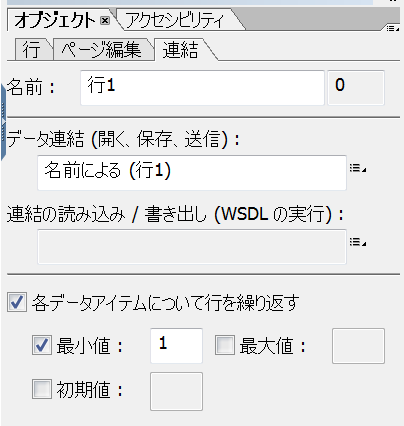 オブジェクト アクセシビリティ
行 ページ編集 連結
名前： 行1 0
データ連結 (開く、保存、送信)：
名前による (行1)
連結の読み込み / 書き出し (WSDL の実行)：
各データアイテムについて行を繰り返す
最小値： 1 最大値：
初期値：